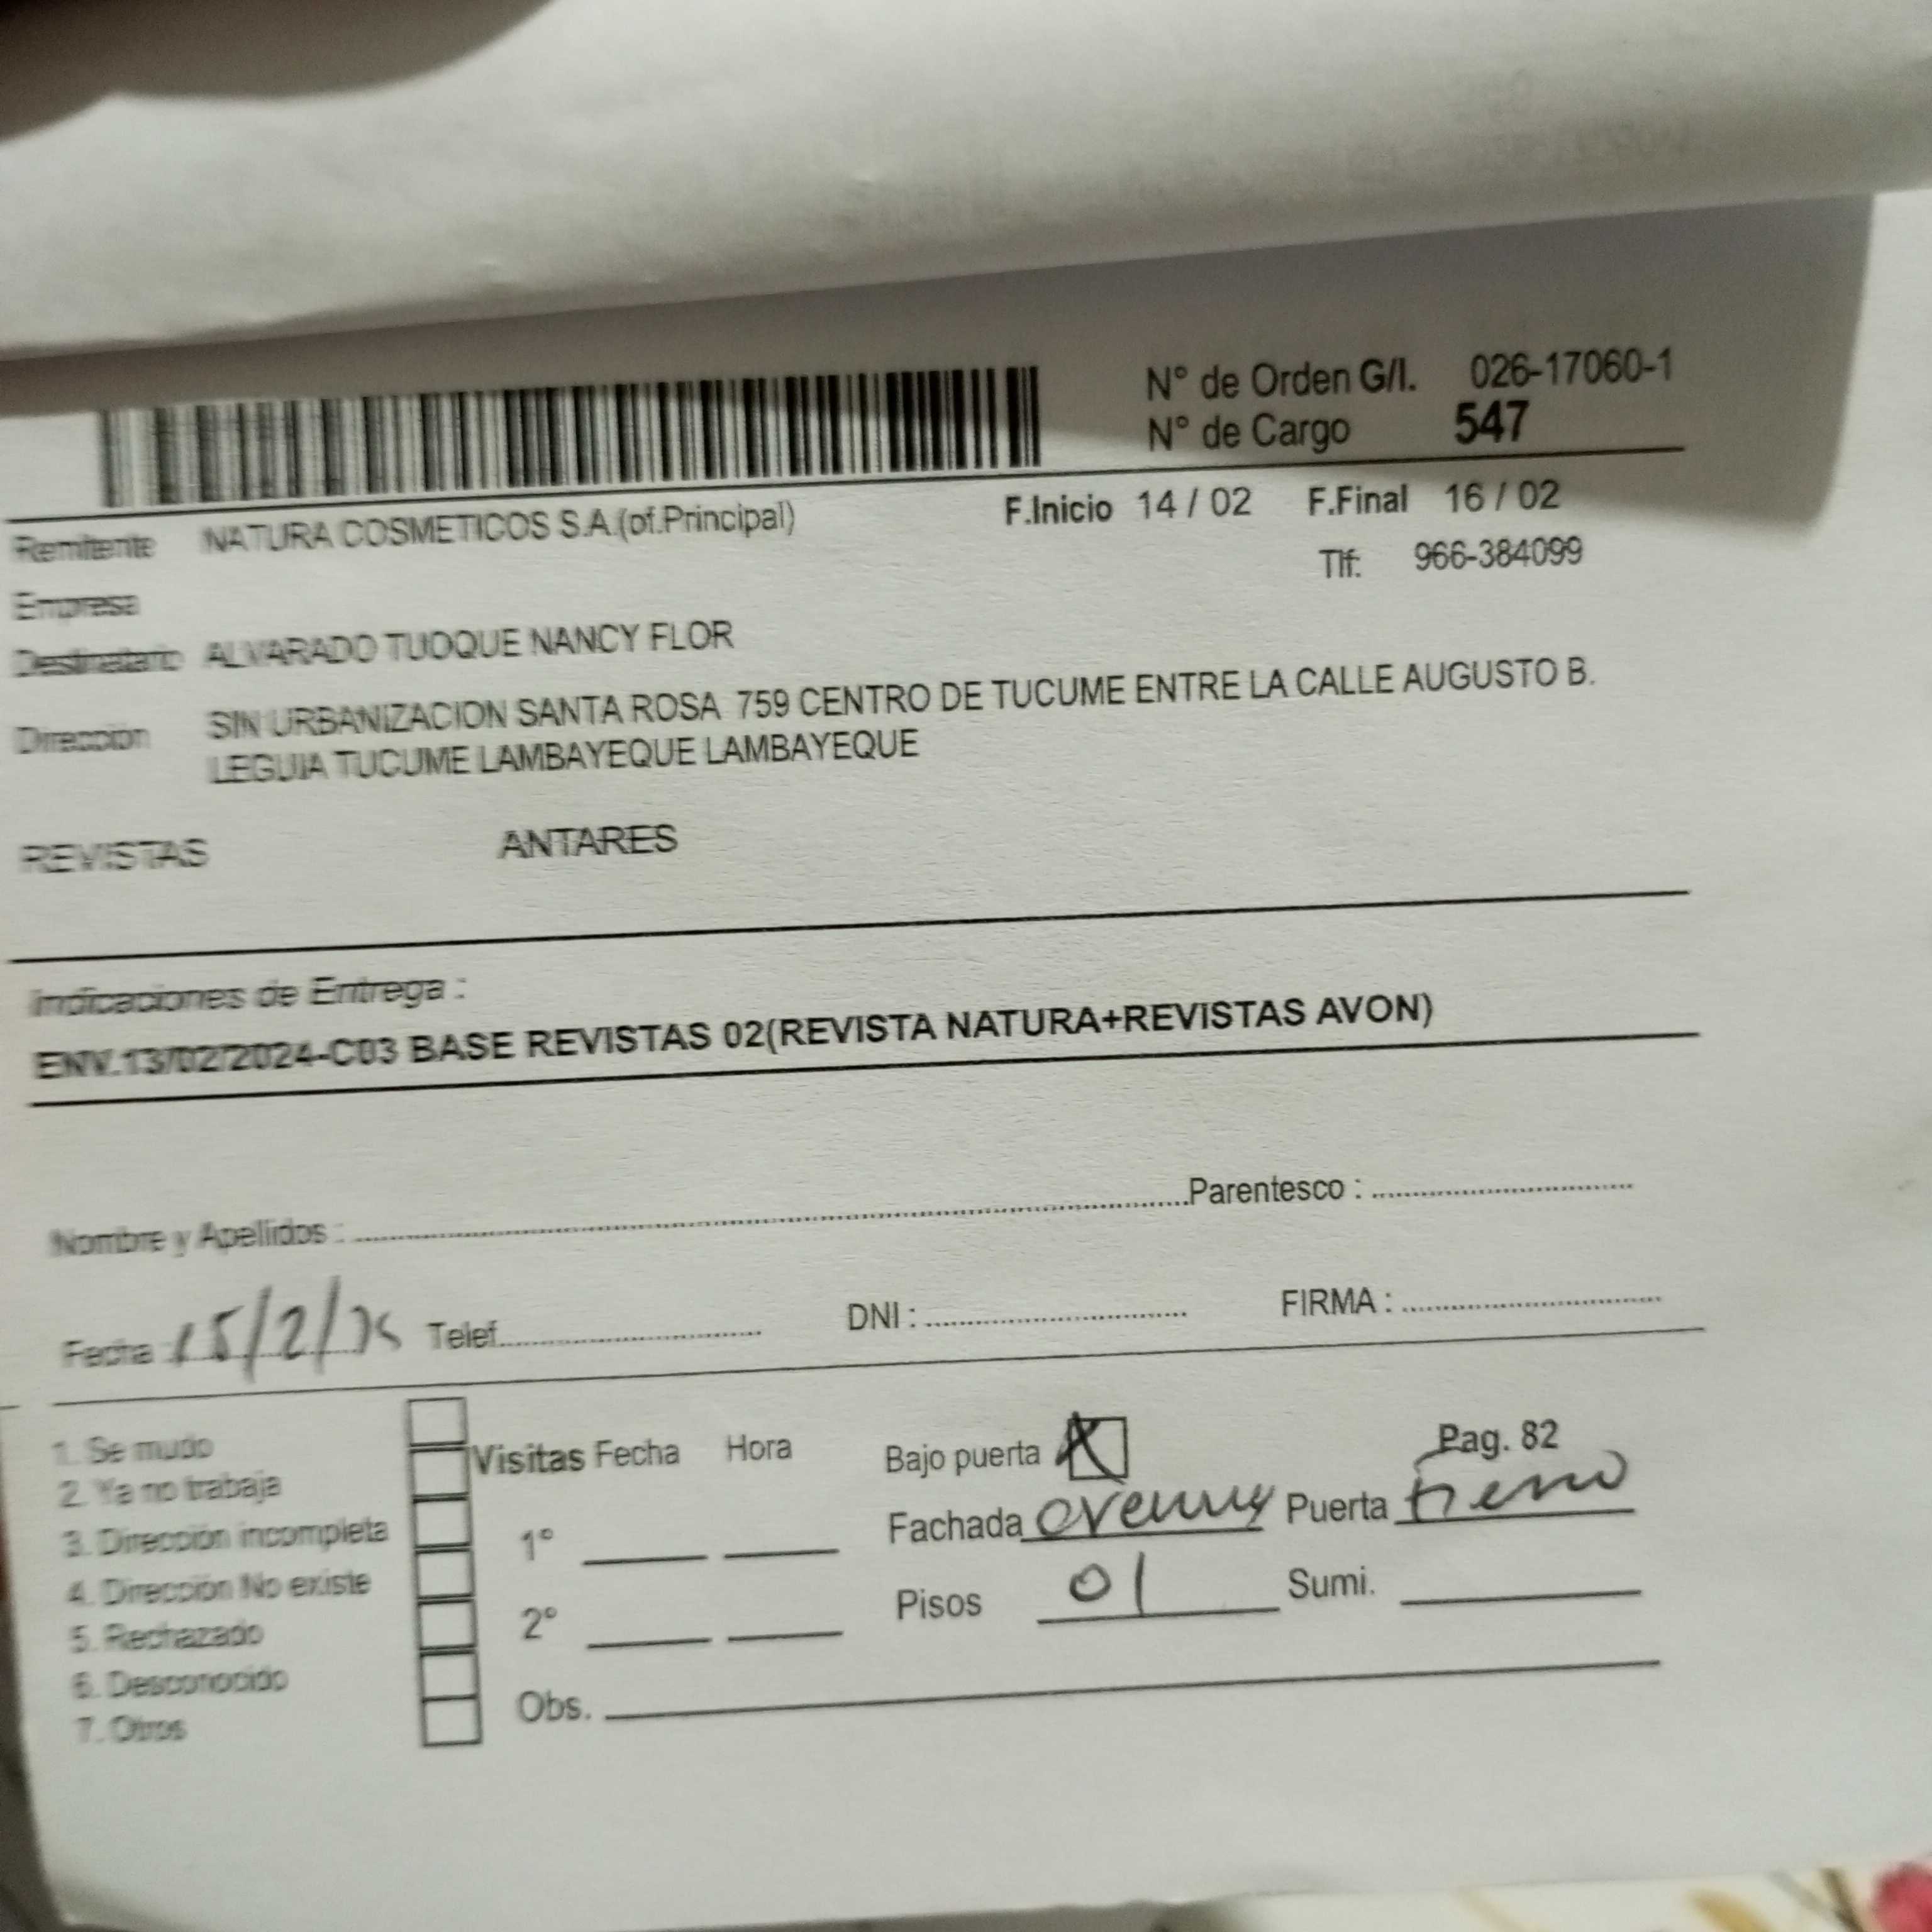 N° de Orden G/I. 026-17060-1
N° de Cargo 547
Remitente NATURA COSMETICOS S.A.(of.Principal) F.Inicio 14 / 02 F.Final 16 / 02
Tlf: 966-384099
Empresa
Destinatario ALVARADO TUOQUE NANCY FLOR
Dirección SIN URBANIZACION SANTA ROSA 759 CENTRO DE TUCUME ENTRE LA CALLE AUGUSTO B.
LEGUIA TUCUME LAMBAYEQUE LAMBAYEQUE
REVISTAS ANTARES
Indicaciones de Entrega :
ENV.13/02/2024-C03 BASE REVISTAS 02(REVISTA NATURA+REVISTAS AVON)
Nombre y Apellidos : Parentesco :
Fecha 15/2/ Telef. DNI : FIRMA :
1. Se mudo
2. Ya no trabaja
3. Dirección incompleta
4. Dirección No existe
5. Rechazado
6. Desconocido
7. Otros
Visitas Fecha Hora
1°
2°
Obs.
Bajo puerta X Pag. 82
Fachada Puerta fierro
Pisos 01 Sumi.